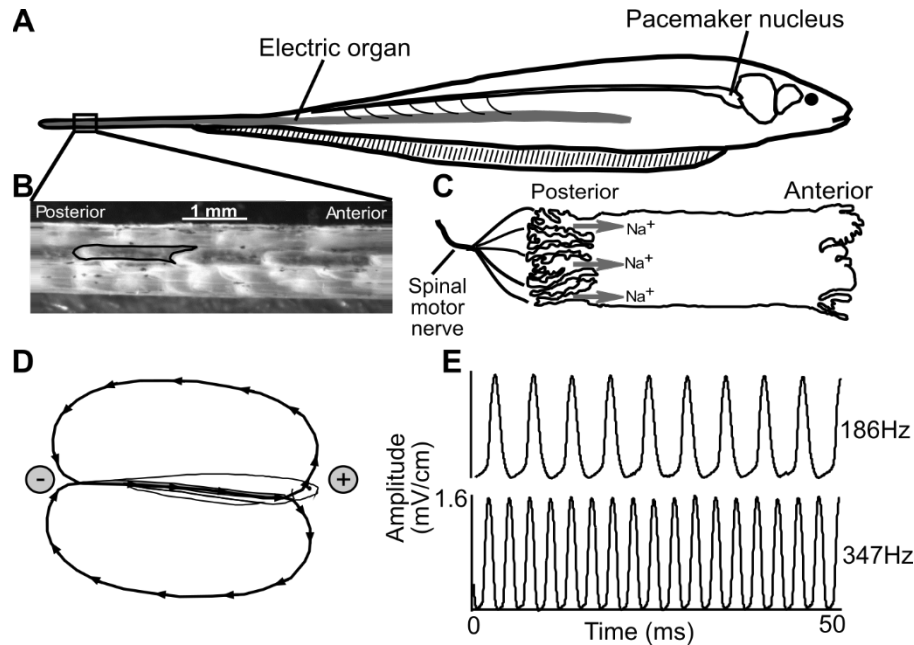 A
Pacemaker nucleus
Electric organ
B
Posterior
1 mm
Anterior
C
Posterior
Anterior
Na+
Na+
Na+
Spinal
motor
nerve
D
-
+
E
186Hz
Amplitude
(mV/cm)
1.6
347Hz
0
50
Time (ms)